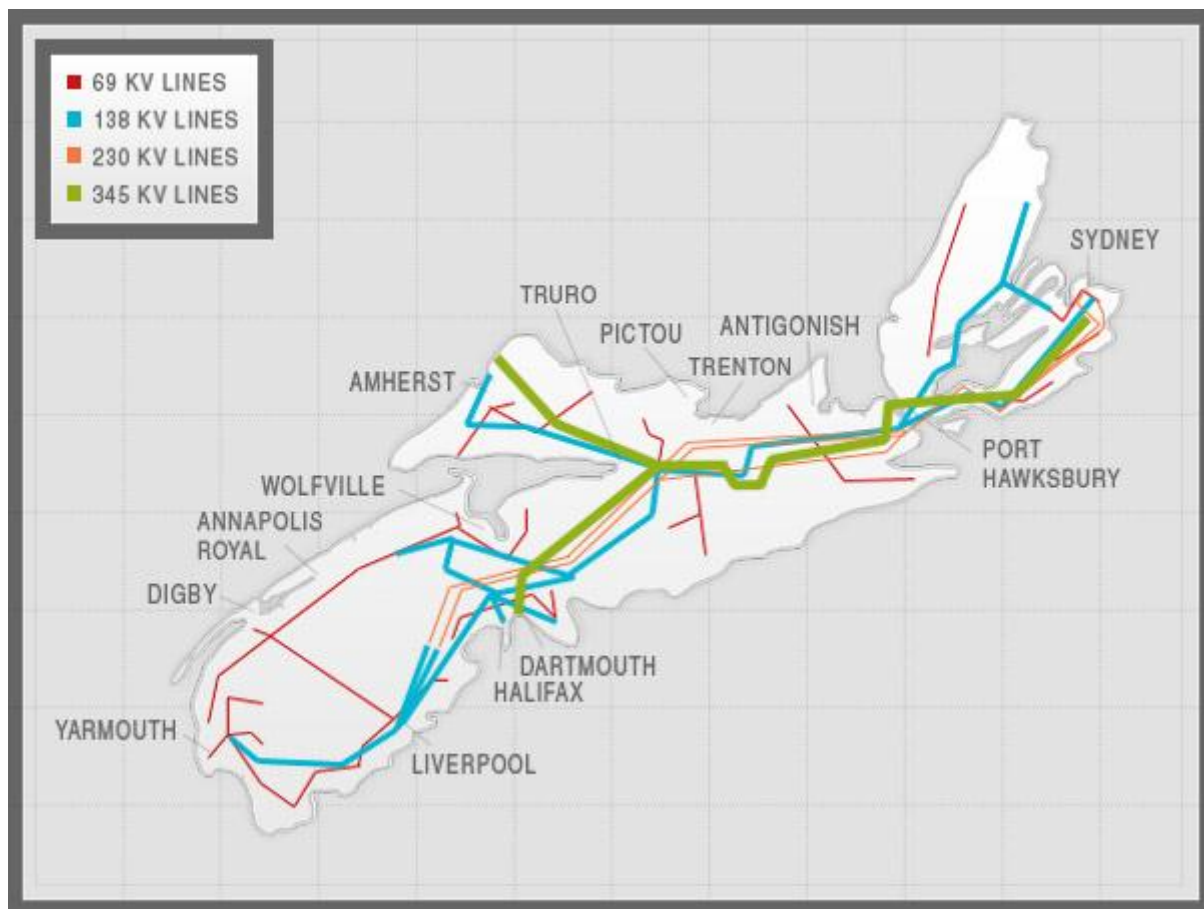 69 KV LINES
138 KV LINES
230 KV LINES
345 KV LINES
SYDNEY
TRURO
PICTOU
ANTIGONISH
TRENTON
AMHERST
PORT
HAWKSBURY
WOLFVILLE
ANNAPOLIS
ROYAL
DIGBY
DARTMOUTH
HALIFAX
YARMOUTH
LIVERPOOL